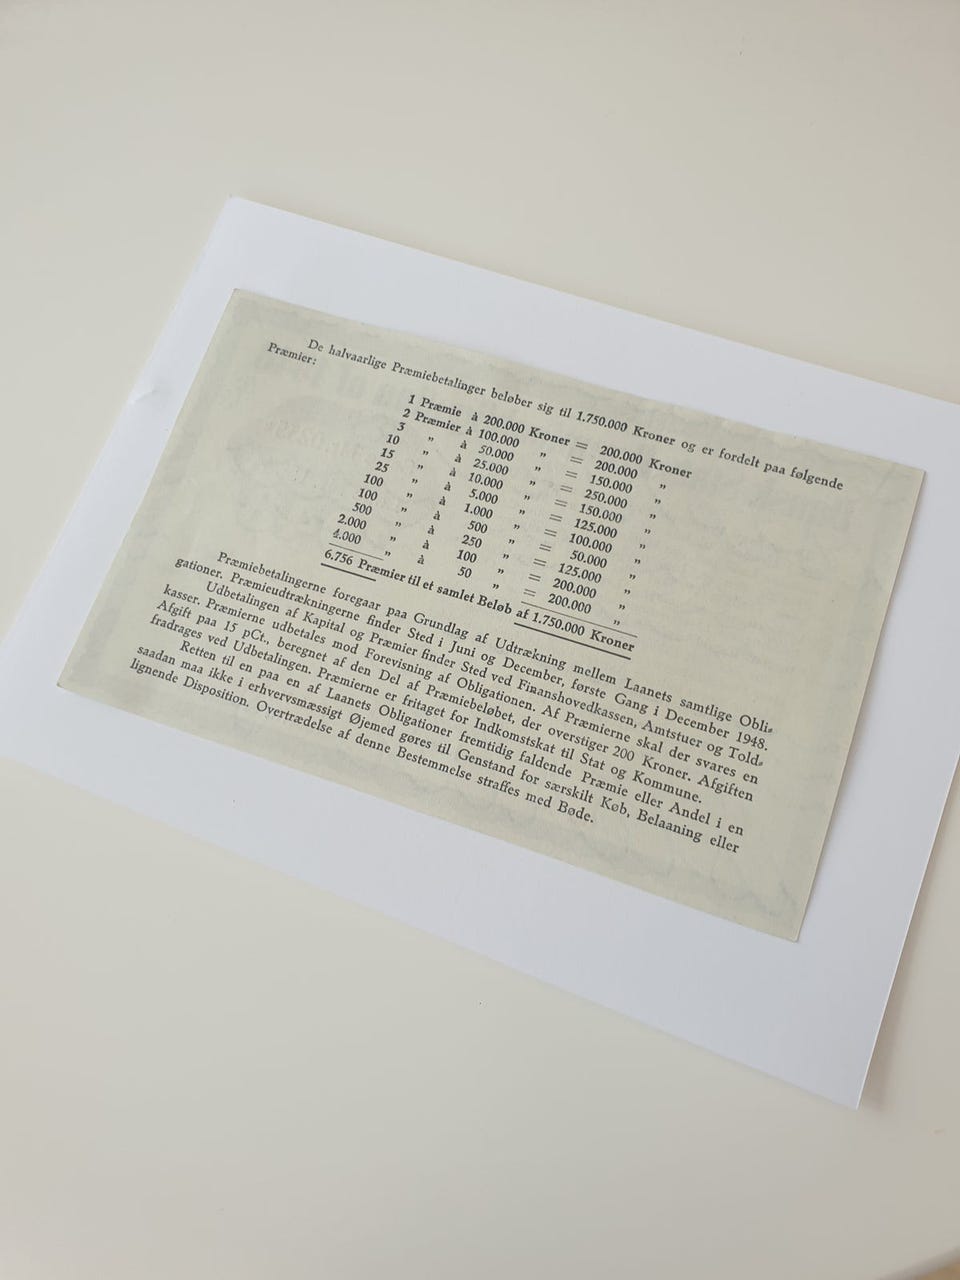 De halvaarlige Præmiebetalinger beløber sig til 1.750.000 Kroner og er fordelt paa følgende
Præmier:
1 Præmie à 200.000 Kroner = 200.000 Kroner
2 Præmier à 100.000 „ = 200.000 „
3 „ à 50.000 „ = 150.000 „
10 „ à 25.000 „ = 250.000 „
15 „ à 10.000 „ = 150.000 „
25 „ à 5.000 „ = 125.000 „
100 „ à 1.000 „ = 100.000 „
100 „ à 500 „ = 50.000 „
500 „ à 250 „ = 125.000 „
2.000 „ à 100 „ = 200.000 „
4.000 „ à 50 „ = 200.000 „
6.756 Præmier til et samlet Beløb af 1.750.000 Kroner
Præmiebetalingerne foregaar paa Grundlag af Udtrækning mellem Laanets samtlige Obli-
gationer. Præmieudtrækningerne finder Sted i Juni og December, første Gang i December 1948.
Udbetalingen af Kapital og Præmier finder Sted ved Finanshovedkassen, Amtstuer og Told-
kasser. Præmierne udbetales mod Forevisning af Obligationen. Af Præmierne skal der svares en
Afgift paa 15 pCt., beregnet af den Del af Præmiebeløbet, der overstiger 200 Kroner. Afgiften
fradrages ved Udbetalingen. Præmierne er fritaget for Indkomstskat til Stat og Kommune.
Retten til en paa en af Laanets Obligationer fremtidig faldende Præmie eller Andel i en
saadan maa ikke i erhvervsmæssigt Øjemed gøres til Genstand for særskilt Køb, Belaaning eller
lignende Disposition. Overtrædelse af denne Bestemmelse straffes med Bøde.